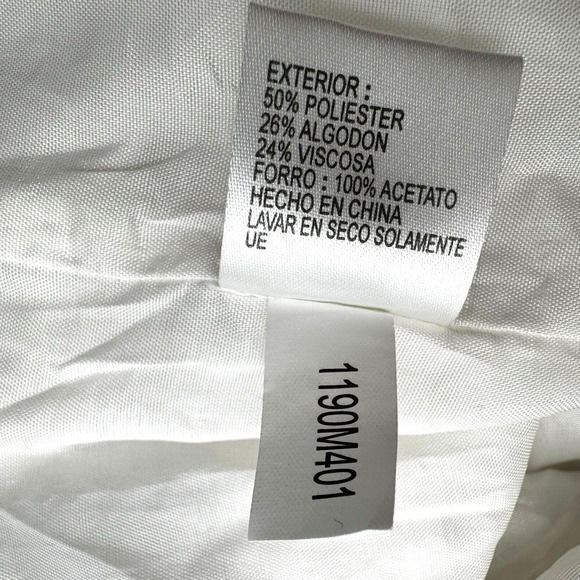 EXTERIOR :
50% POLIESTER
26% ALGODON
24% VISCOSA
FORRO : 100% ACETATO
HECHO EN CHINA
LAVAR EN SECO SOLAMENTE
UE
1190M401